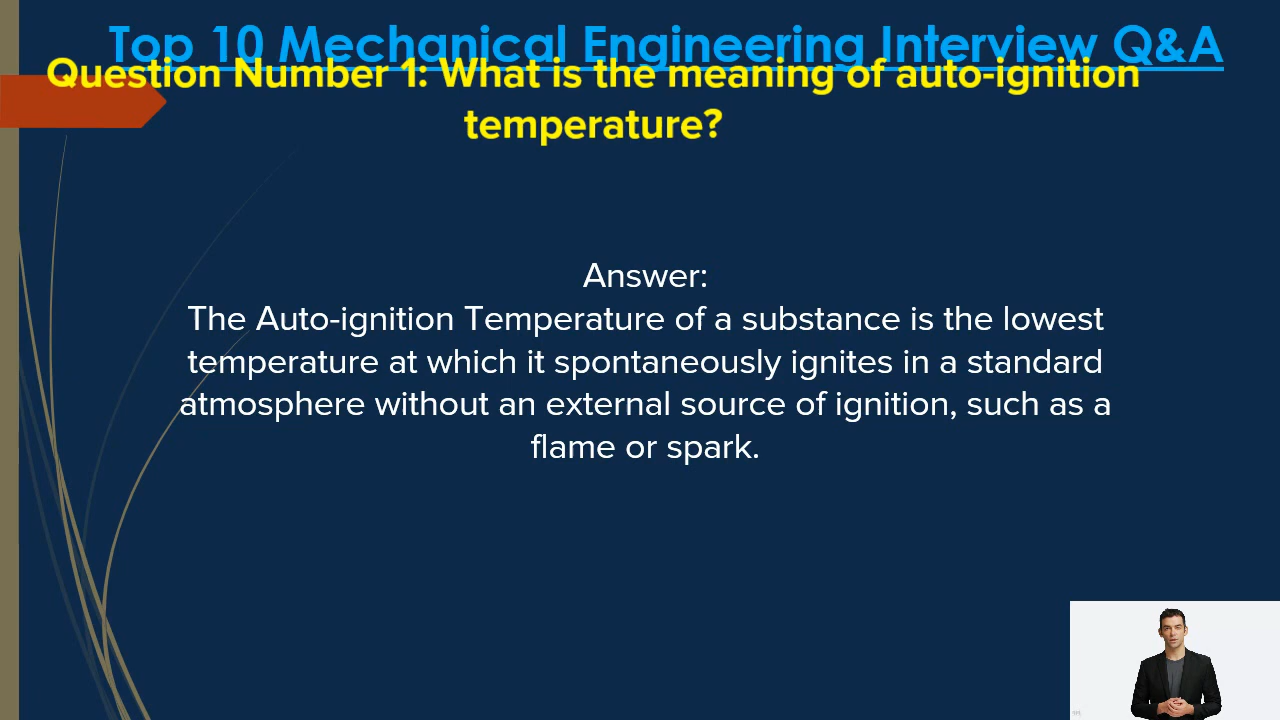 Top 10 Mechanical Engineering Interview Q&A
Question Number 1: What is the meaning of auto-ignition
temperature?
Answer:
The Auto-ignition Temperature of a substance is the lowest
temperature at which it spontaneously ignites in a standard
atmosphere without an external source of ignition, such as a
flame or spark.